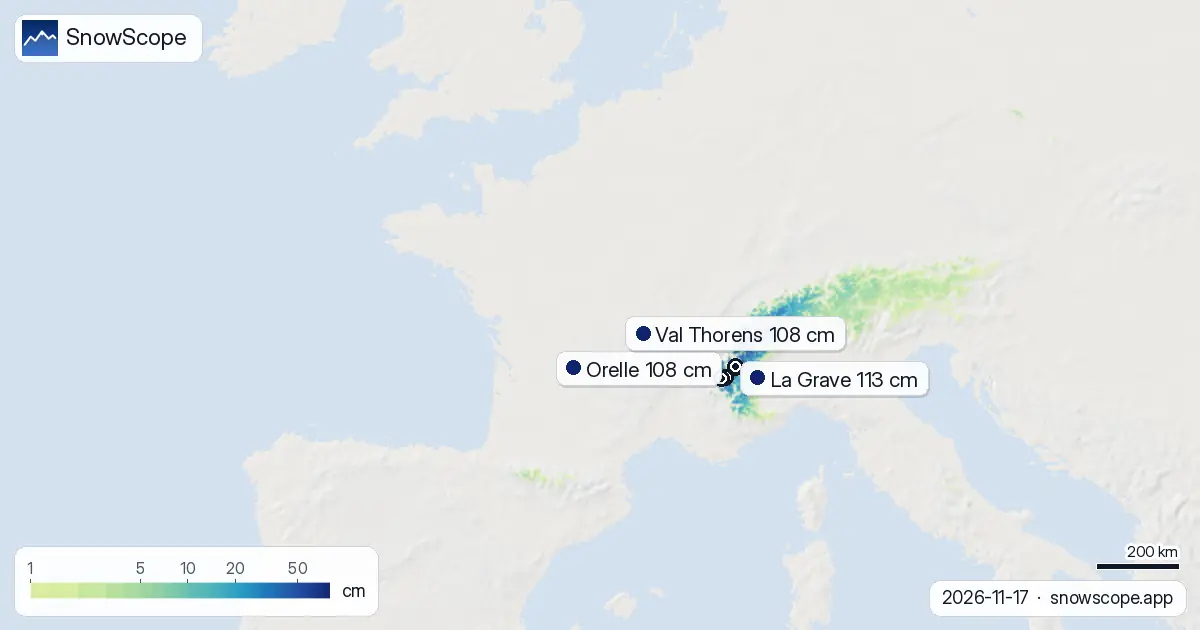 SnowScope
Val Thorens 108 cm
Orelle 108 cm
La Grave 113 cm
1 5 10 20 50
cm
200 km
2026-11-17 · snowscope.app